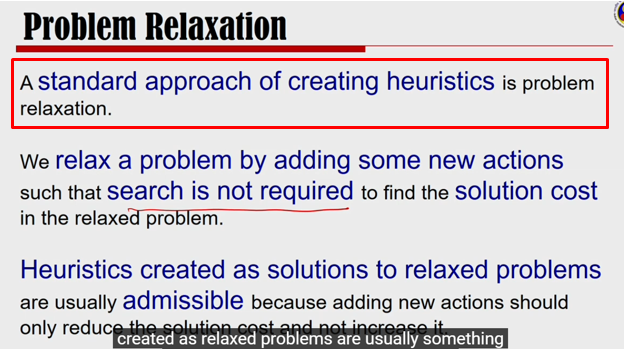 Problem Relaxation
A standard approach of creating heuristics is problem
relaxation.
We relax a problem by adding some new actions
such that search is not required to find the solution cost
in the relaxed problem.
Heuristics created as solutions to relaxed problems
are usually admissible because adding new actions should
only reduce the solution cost and not increase it.
created as relaxed problems are usually something